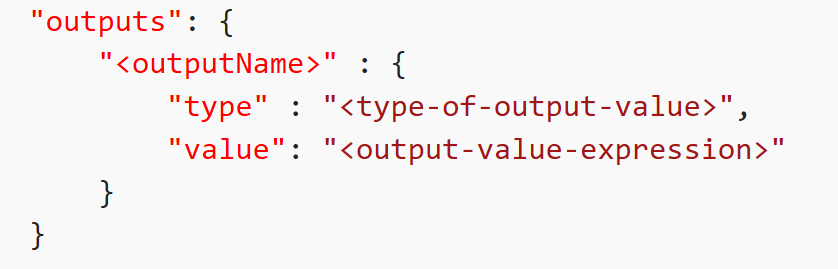 "outputs": {
    "<outputName>" : {
        "type" : "<type-of-output-value>",
        "value": "<output-value-expression>"
    }
}